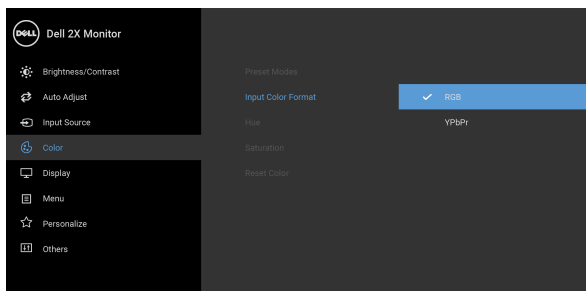 DELL Dell 2X Monitor
Brightness/Contrast
Auto Adjust
Input Source
Color
Display
Menu
Personalize
Others
Preset Modes
Input Color Format
Hue
Saturation
Reset Color
RGB
YPbPr